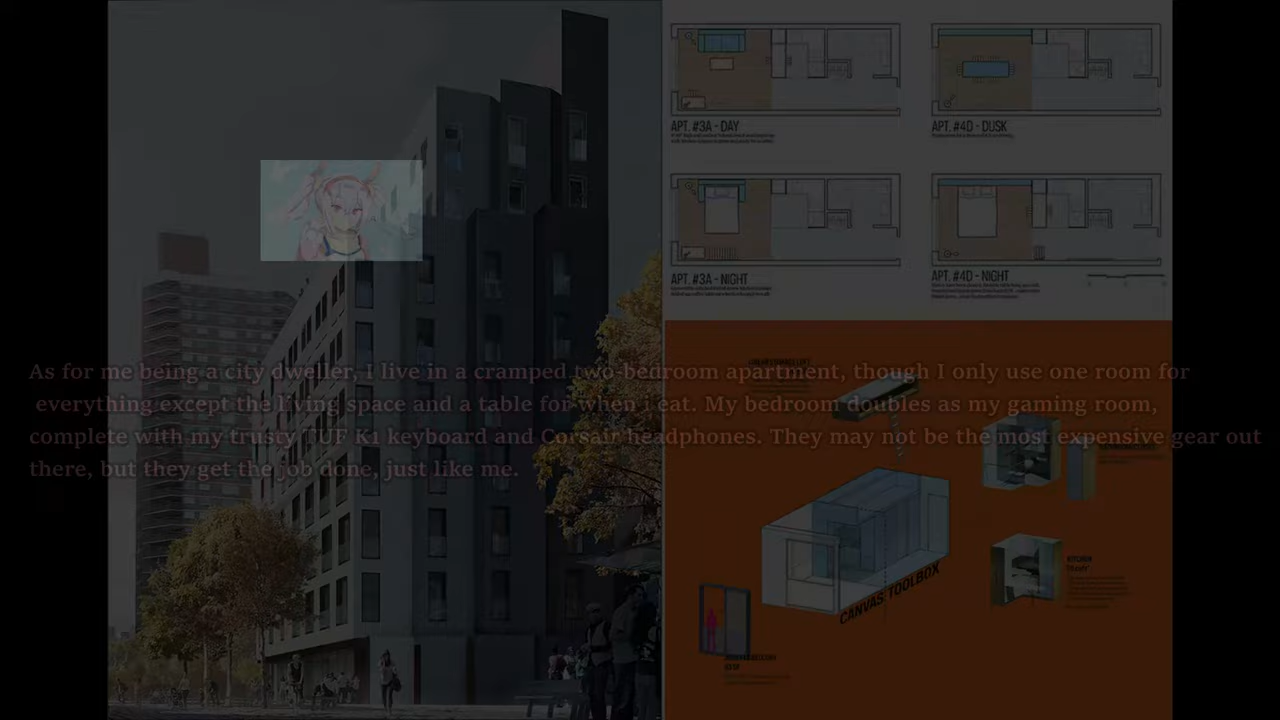 APT. #3A - DAY
APT. #4D - DUSK
APT. #3A - NIGHT
APT. #4D - NIGHT
As for me being a city dweller, I live in a cramped two-bedroom apartment, though I only use one room for
everything except the living space and a table for when i eat. My bedroom doubles as my gaming room,
complete with my trusty TUF K1 keyboard and Corsair headphones. They may not be the most expensive gear out
there, but they get the job done, just like me.
CANVAS TOOLBOX
KITCHEN